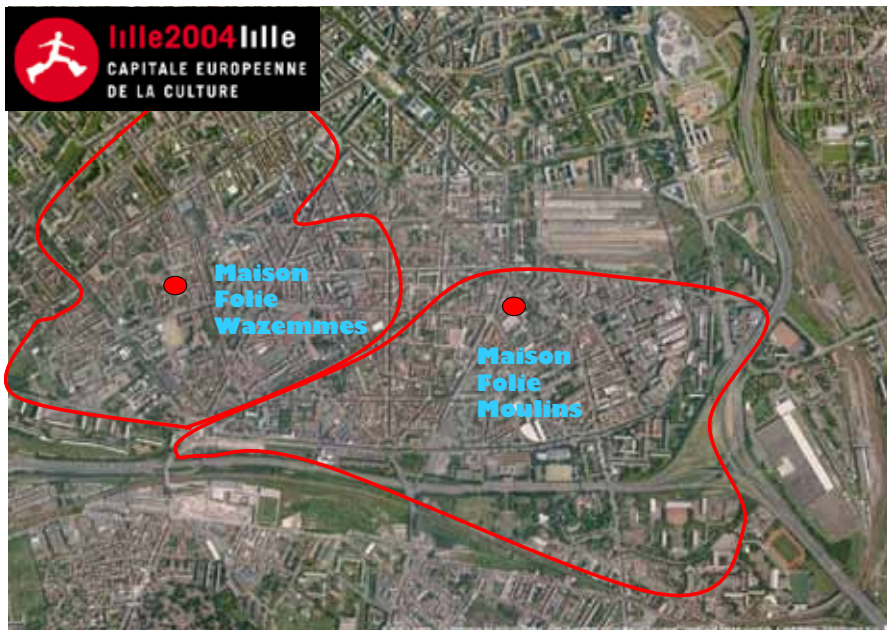 lille2004lille
CAPITALE EUROPEENNE
DE LA CULTURE
Maison
Folie
Wazemmes
Maison
Folie
Moulins